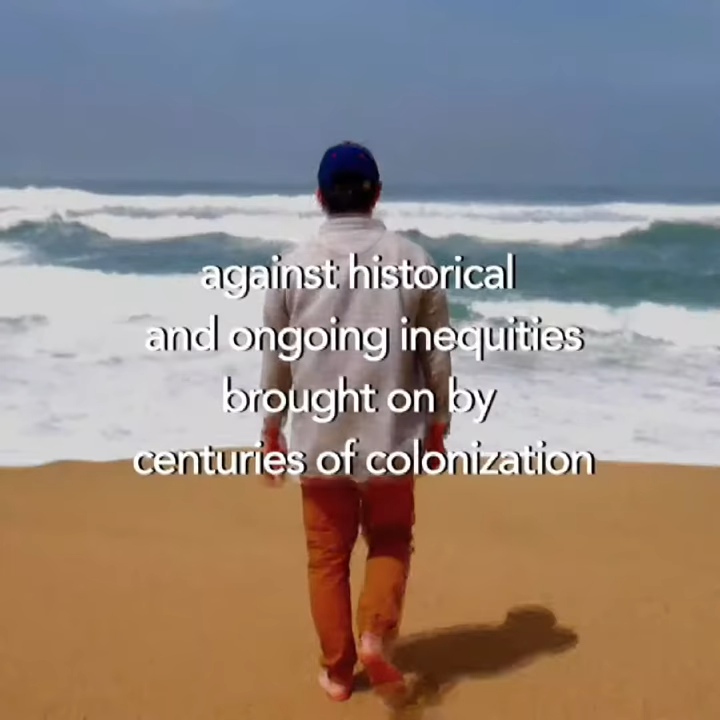 against historical
and ongoing inequities
brought on by
centuries of colonization